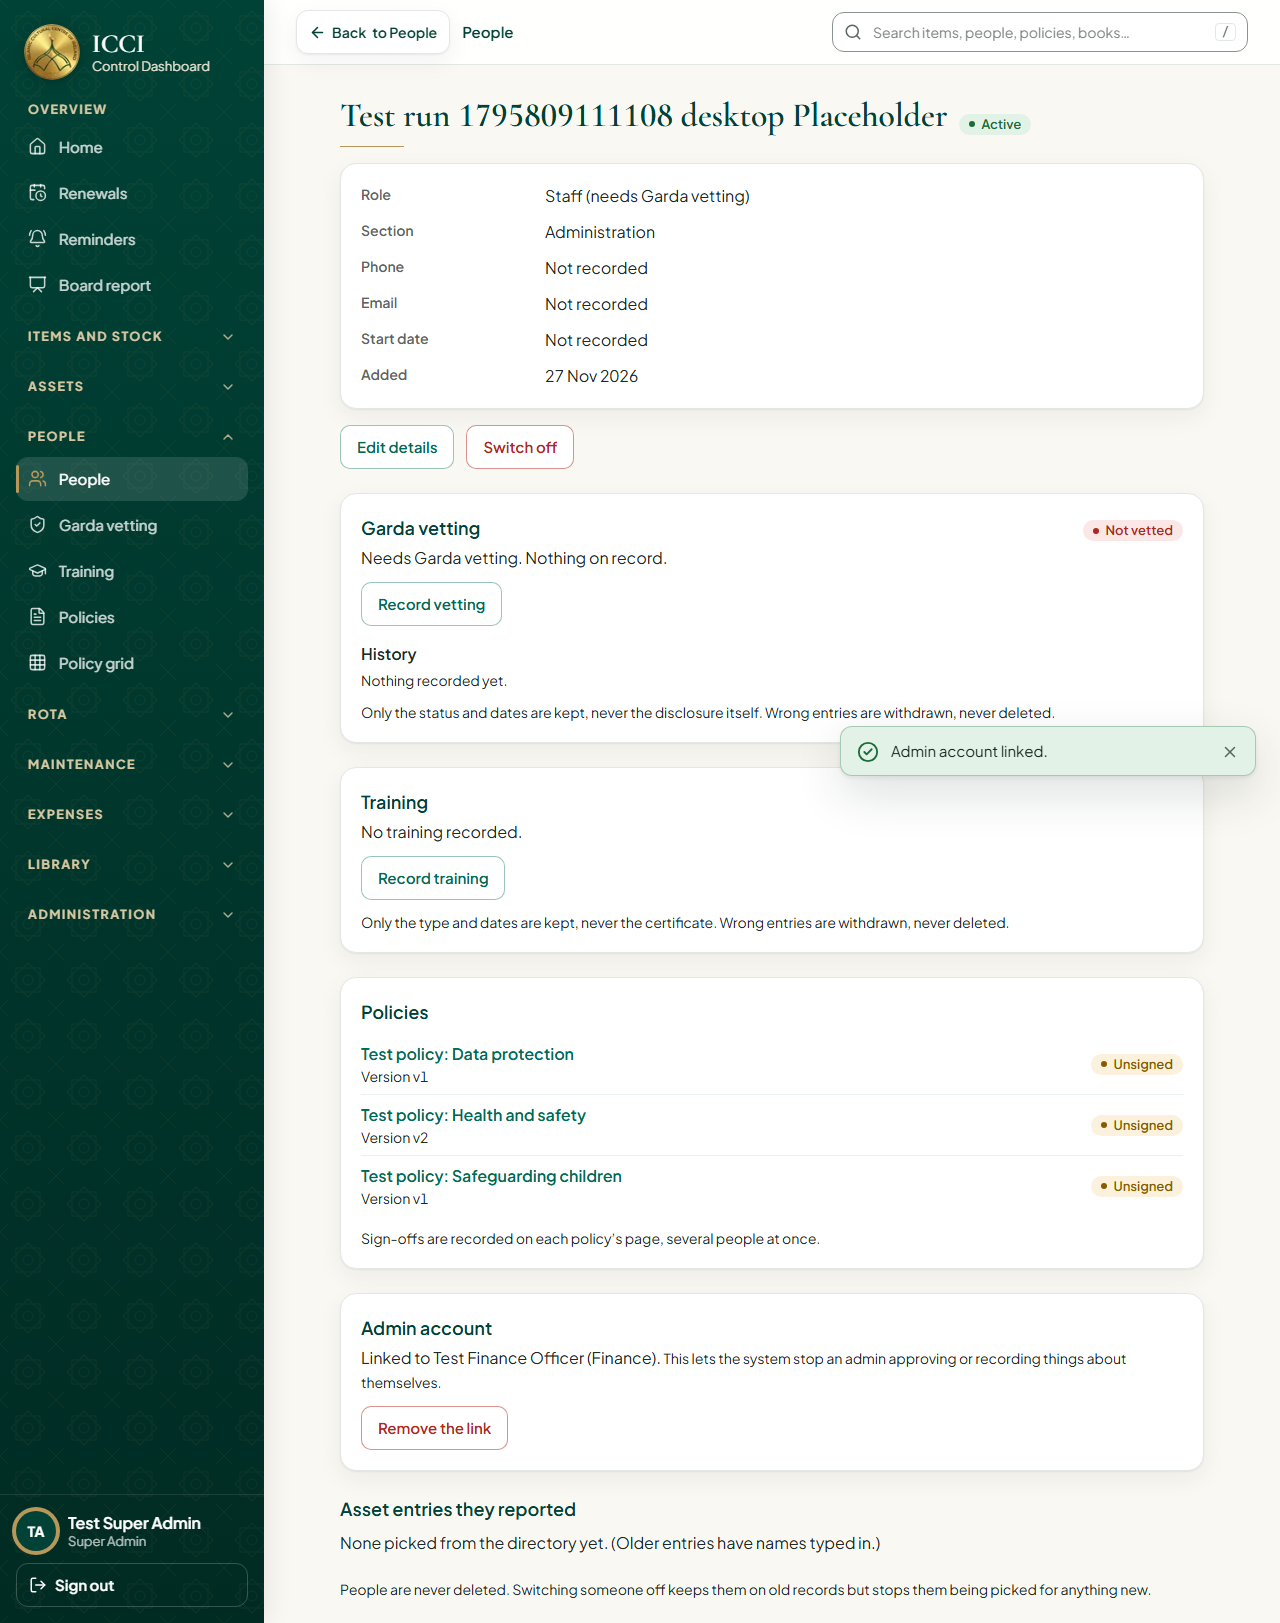 ICCI
Control Dashboard
OVERVIEW
Home
Renewals
Reminders
Board report
ITEMS AND STOCK
ASSETS
PEOPLE
People
Garda vetting
Training
Policies
Policy grid
ROTA
MAINTENANCE
EXPENSES
LIBRARY
ADMINISTRATION
TA
Test Super Admin
Super Admin
Sign out
Back to People
People
Search items, people, policies, books...
/
Test run 1795809111108 desktop Placeholder
Active
Role
Staff (needs Garda vetting)
Section
Administration
Phone
Not recorded
Email
Not recorded
Start date
Not recorded
Added
27 Nov 2026
Edit details
Switch off
Garda vetting
Not vetted
Needs Garda vetting. Nothing on record.
Record vetting
History
Nothing recorded yet.
Only the status and dates are kept, never the disclosure itself. Wrong entries are withdrawn, never deleted.
Admin account linked.
Training
No training recorded.
Record training
Only the type and dates are kept, never the certificate. Wrong entries are withdrawn, never deleted.
Policies
Test policy: Data protection
Version v1
Unsigned
Test policy: Health and safety
Version v2
Unsigned
Test policy: Safeguarding children
Version v1
Unsigned
Sign-offs are recorded on each policy's page, several people at once.
Admin account
Linked to Test Finance Officer (Finance). This lets the system stop an admin approving or recording things about
themselves.
Remove the link
Asset entries they reported
None picked from the directory yet. (Older entries have names typed in.)
People are never deleted. Switching someone off keeps them on old records but stops them being picked for anything new.